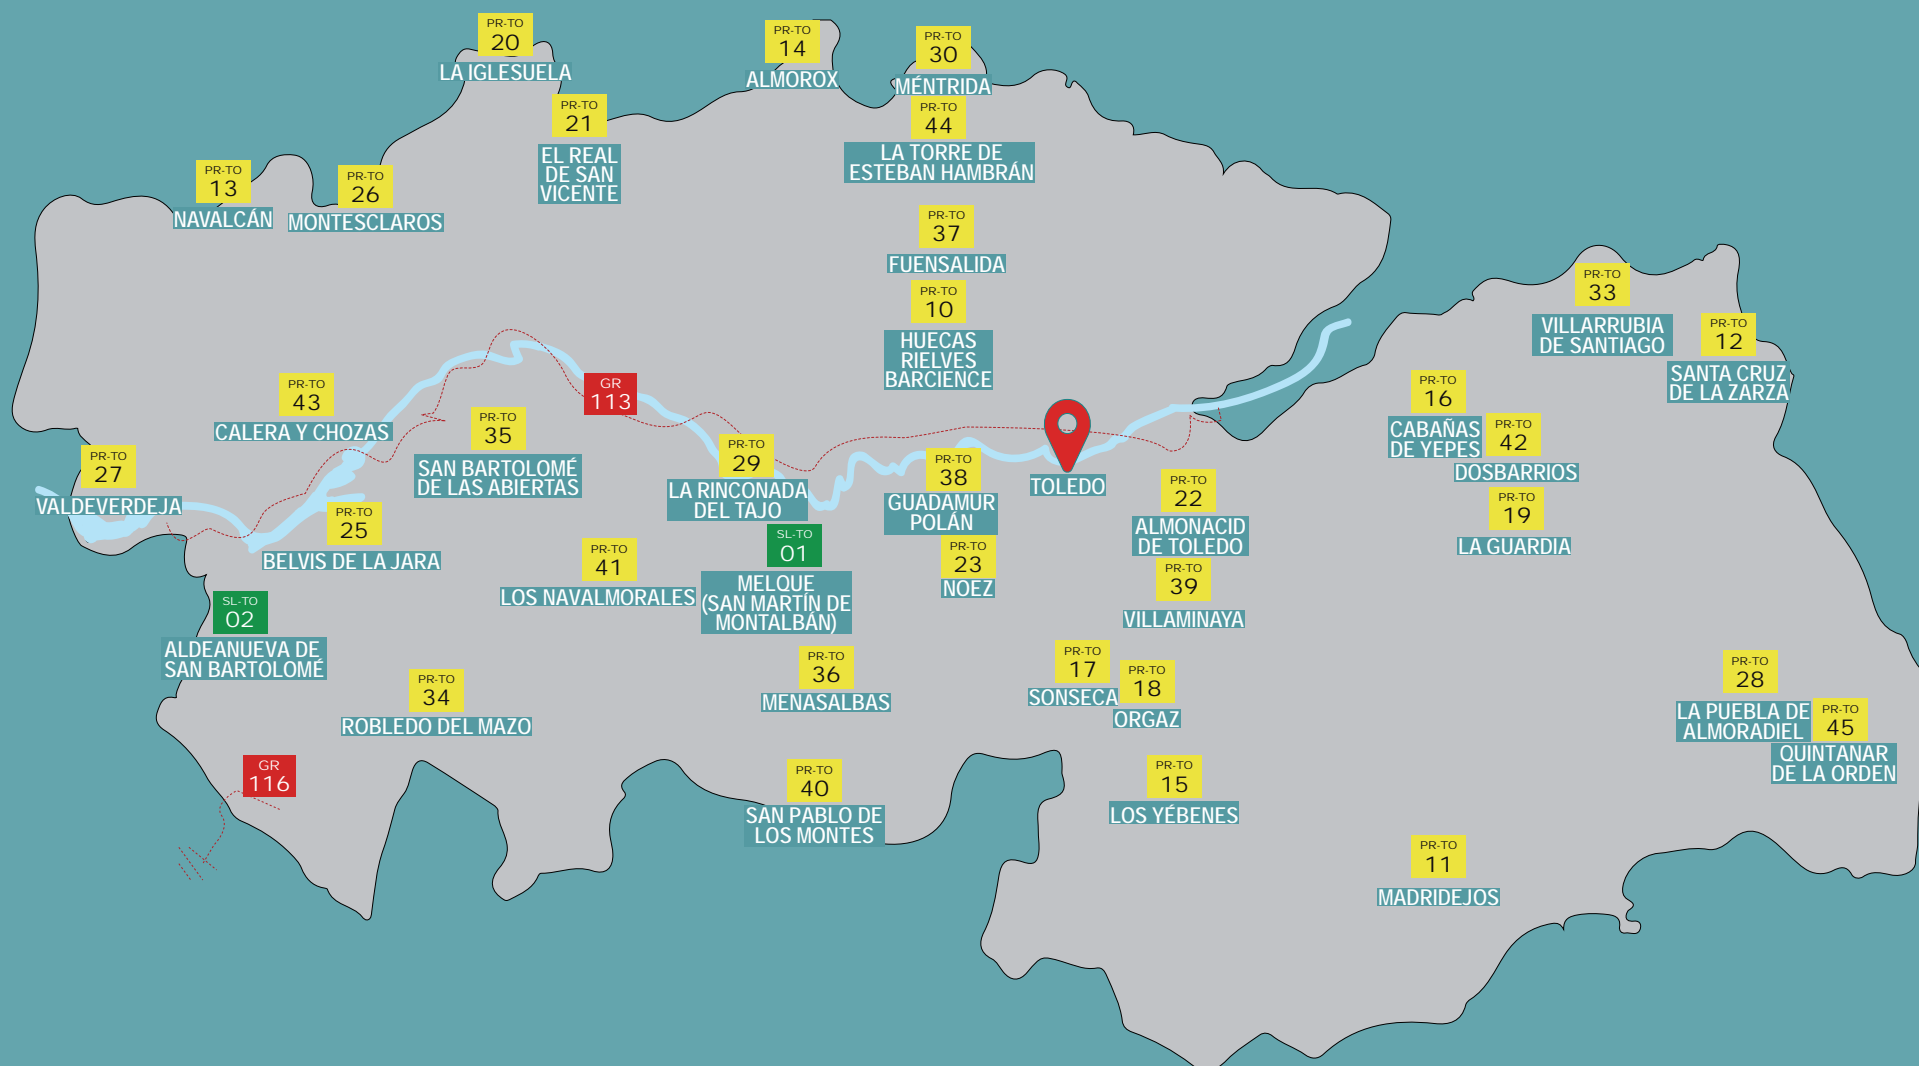 PR-TO
20
LA IGLESUELA
PR-TO
14
ALMOROX
PR-TO
30
MÉNTRIDA
PR-TO
44
LA TORRE DE
ESTEBAN HAMBRÁN
PR-TO
21
EL REAL
DE SAN
VICENTE
PR-TO
13
NAVALCÁN
PR-TO
26
MONTESCLAROS
PR-TO
37
FUENSALIDA
PR-TO
10
HUECAS
RIELVES
BARCIENCE
PR-TO
33
VILLARRUBIA
DE SANTIAGO
PR-TO
12
SANTA CRUZ
DE LA ZARZA
PR-TO
43
CALERA Y CHOZAS
GR
113
PR-TO
35
SAN BARTOLOMÉ
DE LAS ABIERTAS
PR-TO
16
CABAÑAS
DE YEPES
PR-TO
42
DOSBARRIOS
PR-TO
27
VALDEVERDEJA
PR-TO
29
LA RINCONADA
DEL TAJO
PR-TO
38
GUADAMUR
POLÁN
TOLEDO
PR-TO
22
ALMONACID
DE TOLEDO
PR-TO
19
LA GUARDIA
PR-TO
25
BELVIS DE LA JARA
PR-TO
41
LOS NAVALMORALES
SL-TO
01
MELQUE
(SAN MARTÍN DE
MONTALBÁN)
PR-TO
23
NOEZ
PR-TO
39
VILLAMINAYA
SL-TO
02
ALDEANUEVA DE
SAN BARTOLOMÉ
PR-TO
34
ROBLEDO DEL MAZO
PR-TO
36
MENASALBAS
PR-TO
17
SONSECA
PR-TO
18
ORGAZ
PR-TO
28
LA PUEBLA DE
ALMORADIEL
PR-TO
45
QUINTANAR
DE LA ORDEN
GR
116
PR-TO
40
SAN PABLO DE
LOS MONTES
PR-TO
15
LOS YÉBENES
PR-TO
11
MADRIDEJOS